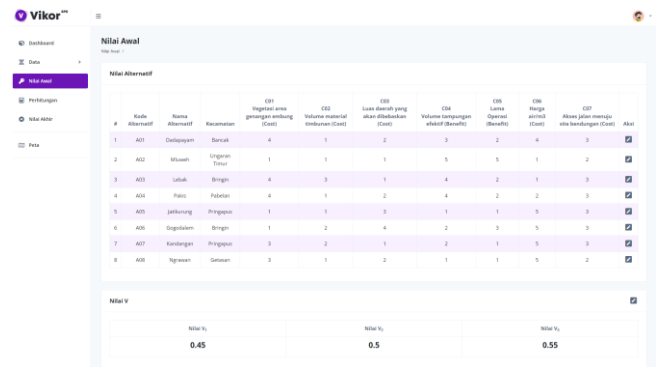 Vikor SPK
Dashboard
Data
Nilai Awal
Perhitungan
Nilai Akhir
Peta
Nilai Awal
Nilai Awal /
Nilai Alternatif
# Kode Alternatif Nama Alternatif Kecamatan C01 Vegetasi area genangan embung (Cost) C02 Volume material timbunan (Cost) C03 Luas daerah yang akan dibebaskan (Cost) C04 Volume tampungan efektif (Benefit) C05 Lama Operasi (Benefit) C06 Harga air/m3 (Cost) C07 Akses jalan menuju site bendungan (Cost) Aksi
1 A01 Dadapayam Bancak 4 1 2 3 2 4 3
2 A02 Mluweh Ungaran Timur 1 1 1 5 5 1 2
3 A03 Lebak Bringin 4 3 1 4 2 1 3
4 A04 Pakis Pabelan 4 1 2 4 2 2 3
5 A05 Jatikurung Pringapus 1 1 3 1 1 5 3
6 A06 Gogodalem Bringin 1 2 4 2 3 5 3
7 A07 Kandangan Pringapus 3 2 1 2 1 5 3
8 A08 Ngrawan Getasan 3 1 2 1 1 5 2
Nilai V
Nilai V₁ Nilai V₂ Nilai V₃
0.45 0.5 0.55